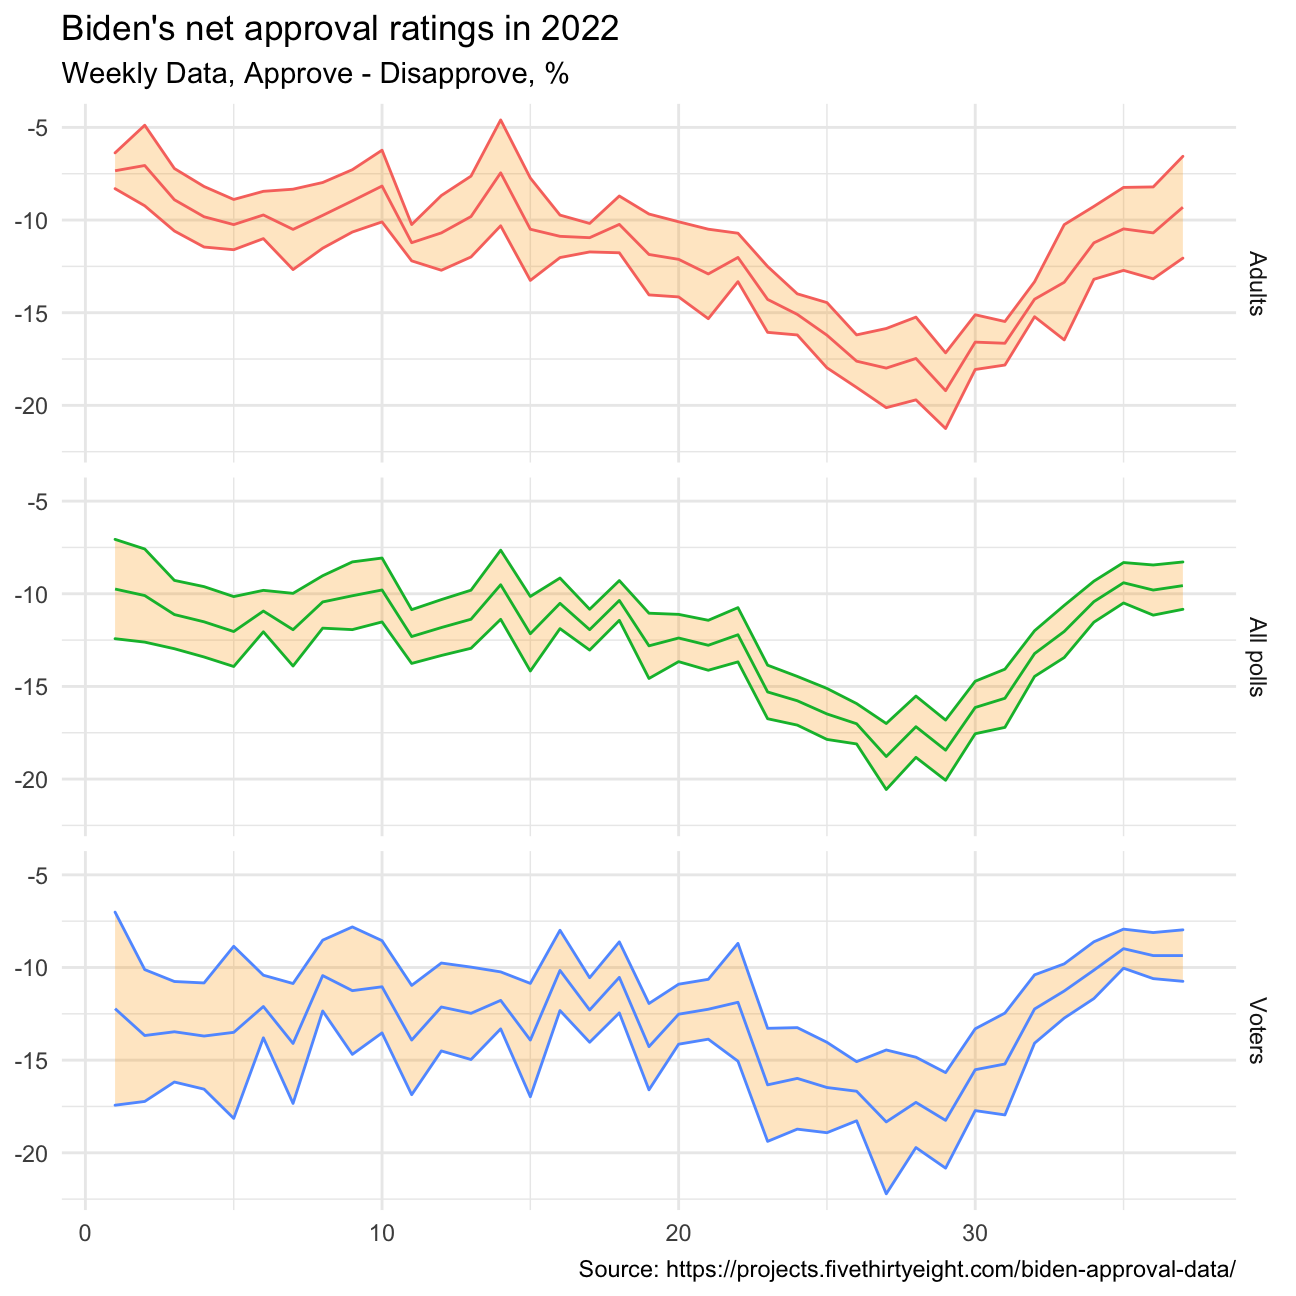 Biden's net approval ratings in 2022
Weekly Data, Approve - Disapprove, %
-5
-10
-15
-20
Adults
-5
-10
-15
-20
All polls
-5
-10
-15
-20
Voters
0 10 20 30
Source: https://projects.fivethirtyeight.com/biden-approval-data/